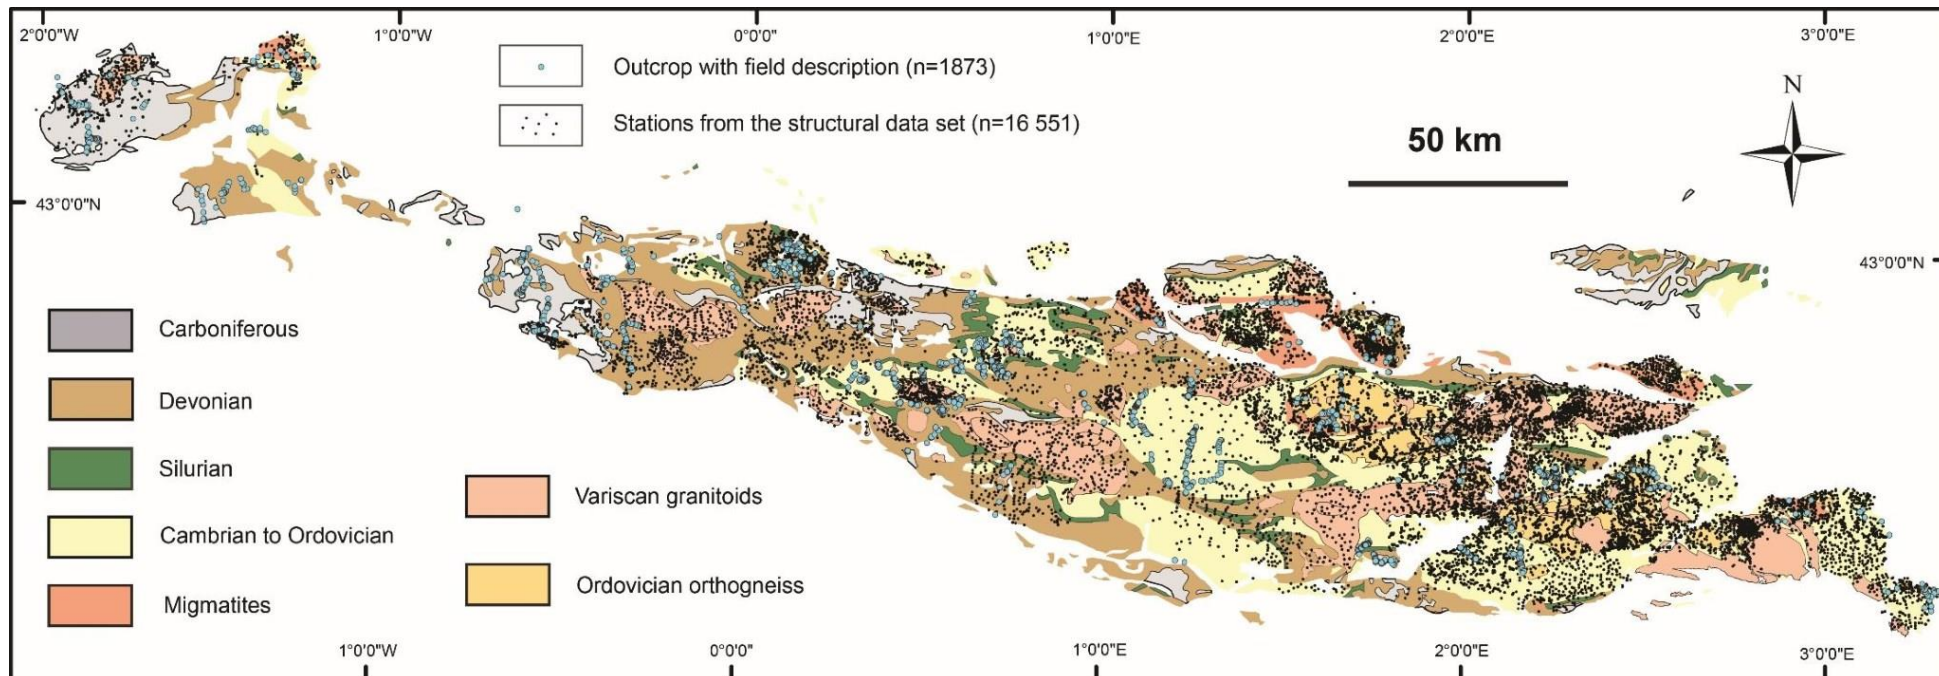 2°0'0"W
1°0'0"W
0°0'0"
1°0'0"E
2°0'0"E
3°0'0"E
Outcrop with field description (n=1873)
Stations from the structural data set (n=16 551)
50 km
N
43°0'0"N
43°0'0"N
Carboniferous
Devonian
Silurian
Cambrian to Ordovician
Migmatites
Variscan granitoids
Ordovician orthogneiss
1°0'0"W
0°0'0"
1°0'0"E
2°0'0"E
3°0'0"E